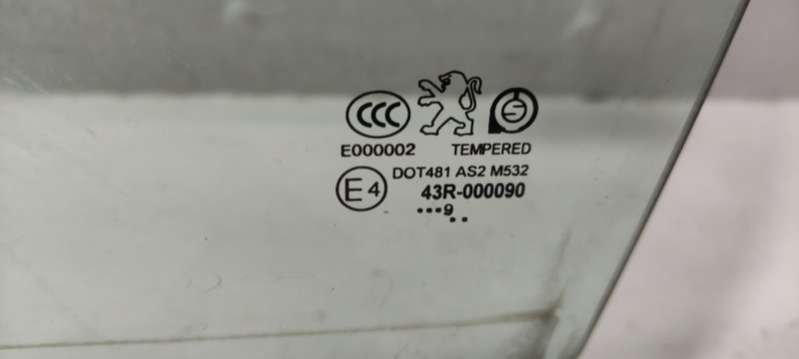 CCC S
E000002 TEMPERED
DOT481 AS2 M532
E4 43R-000090
•••9
••